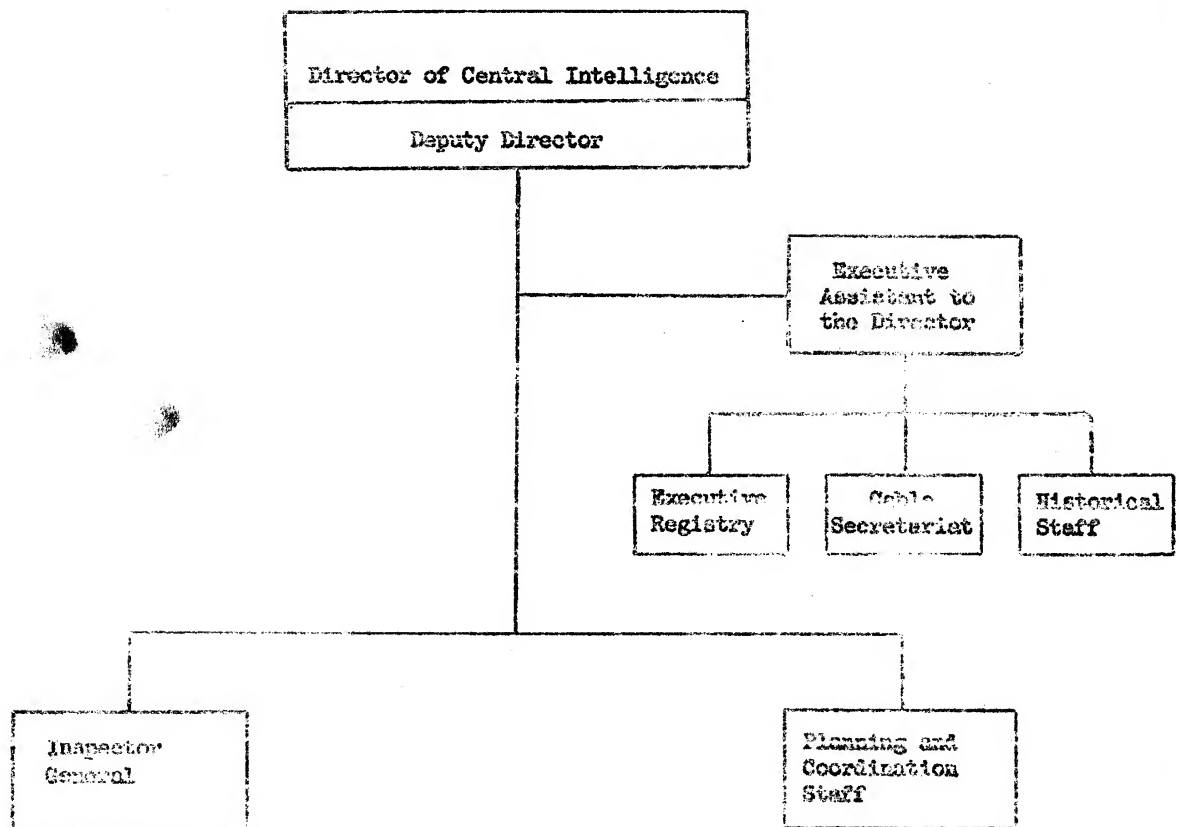 Director of Central Intelligence
Deputy Director
Executive
Assistant to
the Director
Executive
Registry
Cable
Secretariat
Historical
Staff
Inspector
General
Planning and
Coordination
Staff